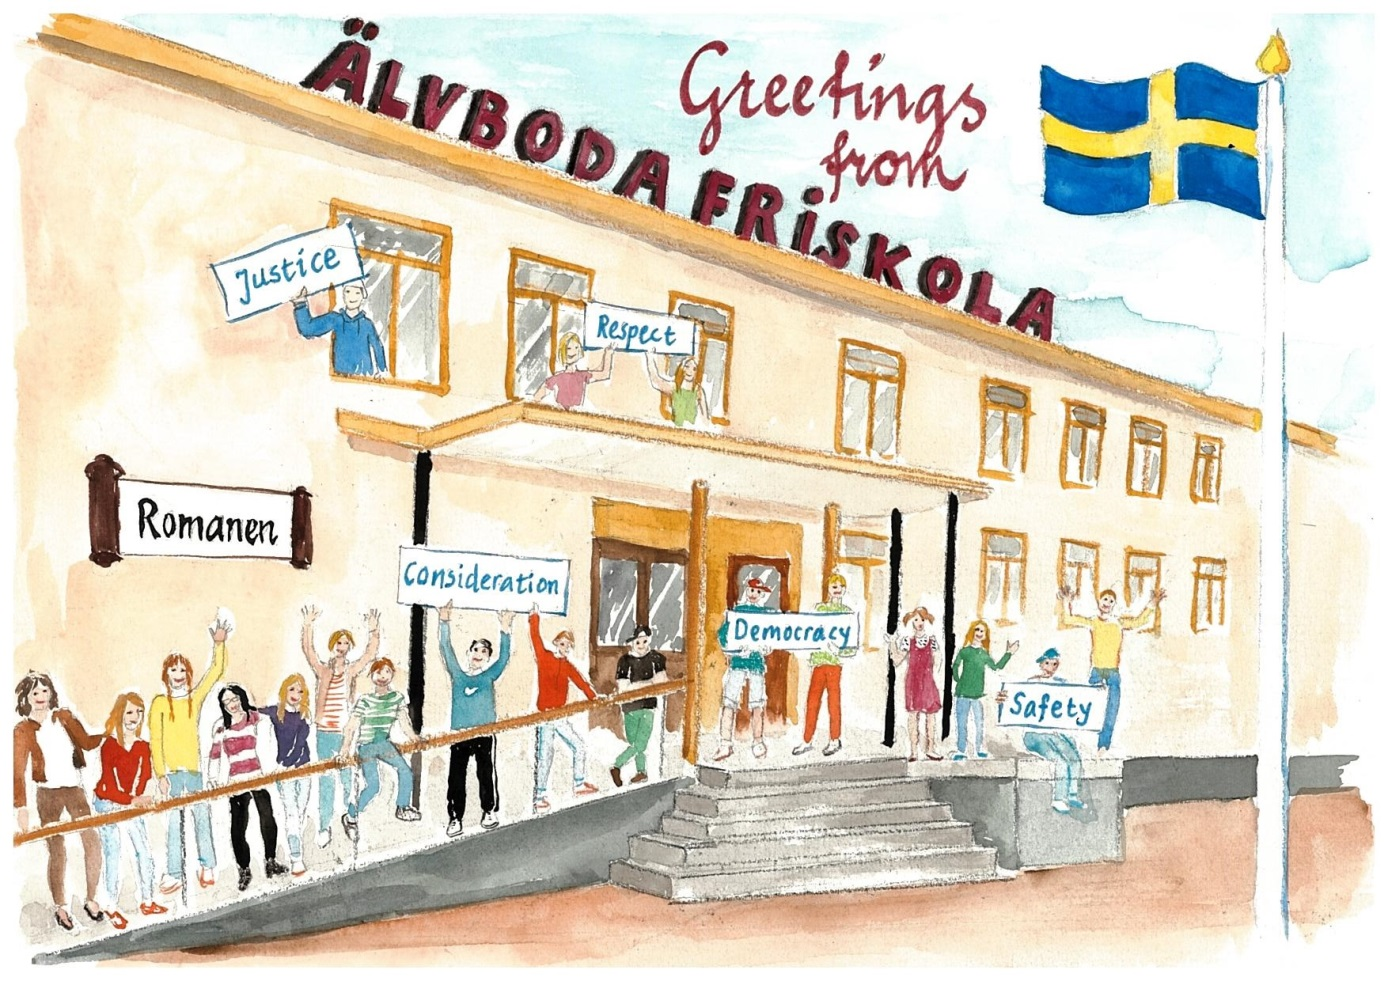 Greetings
from
ÄLVBODA FRISKOLA
Justice
Respect
Romanen
Consideration
Democracy
Safety